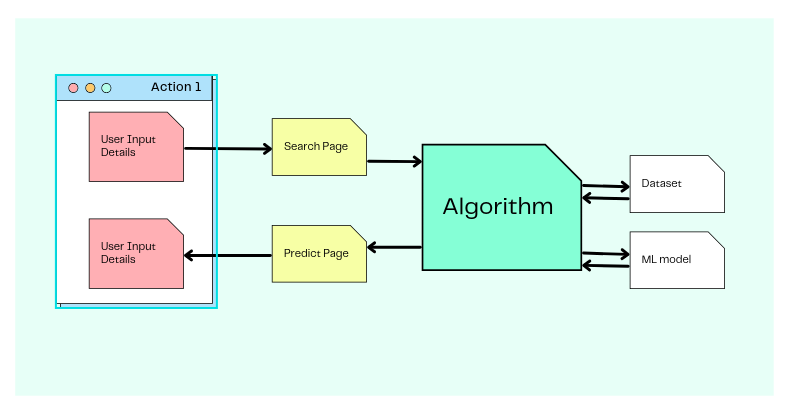 Action 1
User Input
Details
Search Page
Algorithm
Dataset
User Input
Details
Predict Page
ML model